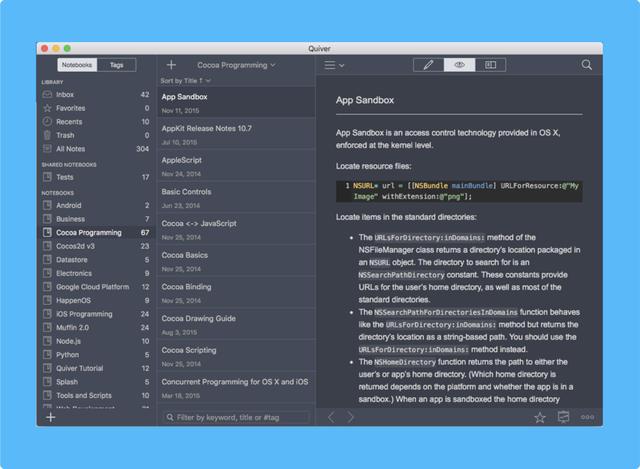 Quiver
Notebooks Tags
LIBRARY
Inbox 42
Favorites 0
Recents 10
Trash 0
All Notes 304
SHARED NOTEBOOKS
Tests 17
NOTEBOOKS
Android 2
Business 7
Cocoa Programming 67
Cocos2d v3 23
Datastore 5
Electronics 9
Google Cloud Platform 12
HappenOS 9
iOS Programming 24
Muffin 2.0 24
Node.js 11
Python 6
Quiver Tutorial 12
Splash 5
Tools and Scripts 10
Cocoa Programming
Sort by Title ↑
App Sandbox
Nov 11, 2015
AppKit Release Notes 10.7
Jul 10, 2015
AppleScript
Nov 24, 2014
Basic Controls
Jun 23, 2014
Cocoa <-> JavaScript
Nov 25, 2014
Cocoa Basics
Nov 25, 2014
Cocoa Binding
Nov 25, 2014
Cocoa Drawing Guide
Aug 3, 2015
Cocoa Scripting
Nov 25, 2014
Concurrent Programming for OS X and iOS
Mar 18, 2015
Filter by keyword, title or #tag
App Sandbox
App Sandbox is an access control technology provided in OS X,
enforced at the kernel level.
Locate resource files:
1 NSURL* url = [[NSBundle mainBundle] URLForResource:@"My
Image" withExtension:@"png"];
Locate items in the standard directories:
• The URLsForDirectory:inDomains: method of the
NSFileManager class returns a directory's location packaged in
an NSURL object. The directory to search for is an
NSSearchPathDirectory constant. These constants provide
URLs for the user's home directory, as well as most of the
standard directories.
• The NSSearchPathForDirectoriesInDomains function behaves
like the URLsForDirectory:inDomains: method but returns the
directory's location as a string-based path. You should use the
URLsForDirectory:inDomains: method instead.
• The NSHomeDirectory function returns the path to either the
user's or app's home directory. (Which home directory is
returned depends on the platform and whether the app is in a
sandbox.) When an app is sandboxed the home directory